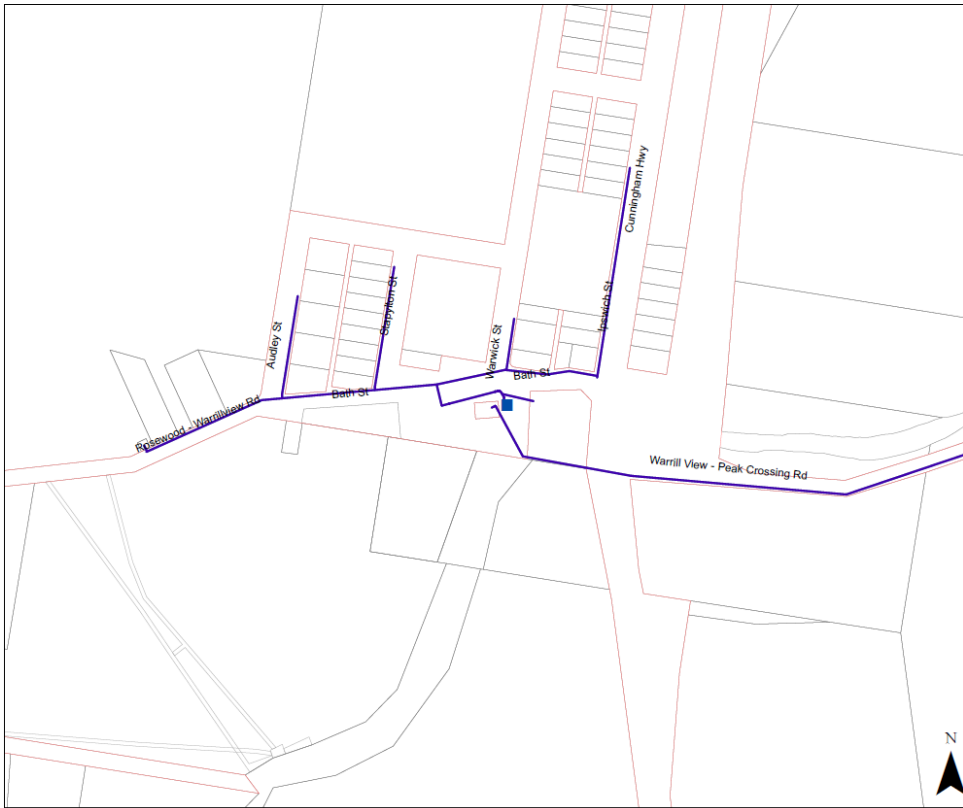 Cunningham Hwy
Stapylton St
Ipswich St
Audley St
Warwick St
Bath St
Bath St
Rosewood - Warrillview Rd
Warrill View - Peak Crossing Rd
N